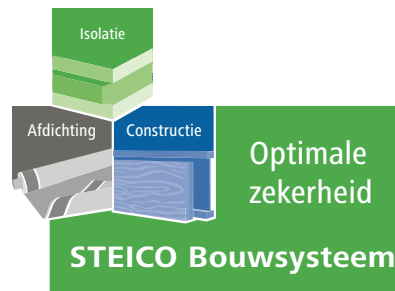 Isolatie
Afdichting
Constructie
Optimale
zekerheid
STEICO Bouwsysteem